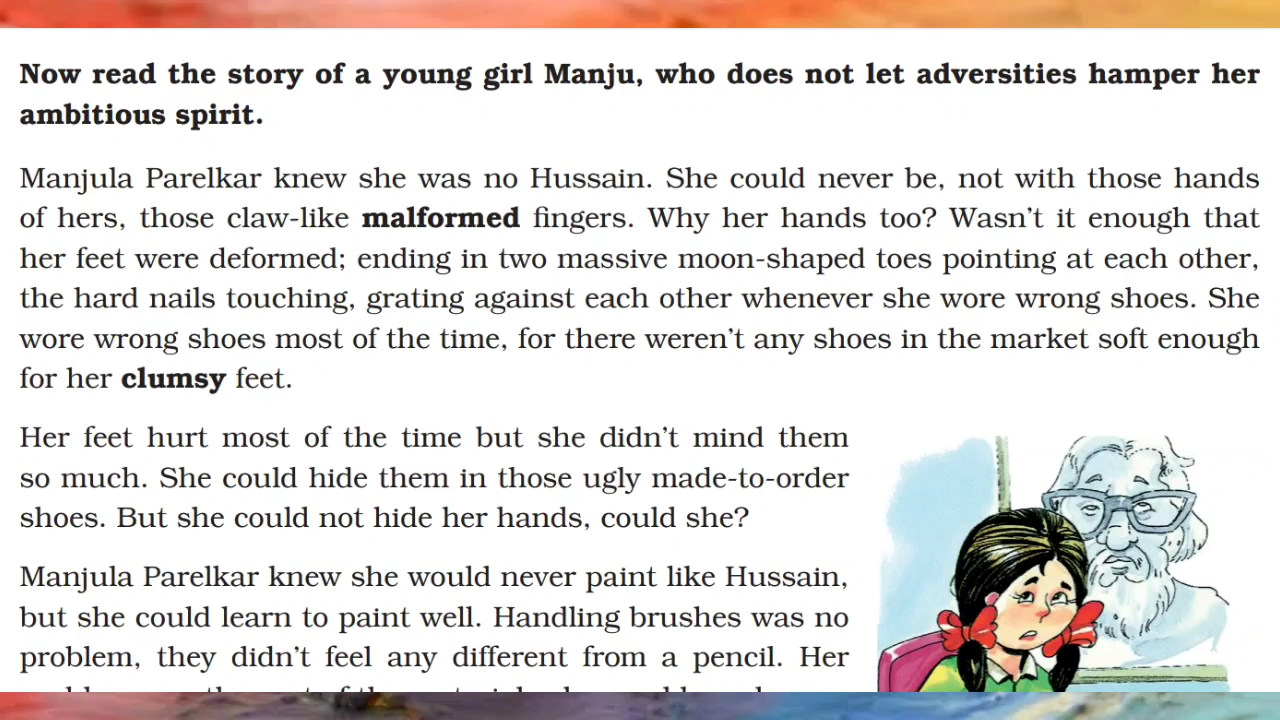 Now read the story of a young girl Manju, who does not let adversities hamper her
ambitious spirit.
Manjula Parelkar knew she was no Hussain. She could never be, not with those hands
of hers, those claw-like malformed fingers. Why her hands too? Wasn't it enough that
her feet were deformed; ending in two massive moon-shaped toes pointing at each other,
the hard nails touching, grating against each other whenever she wore wrong shoes. She
wore wrong shoes most of the time, for there weren't any shoes in the market soft enough
for her clumsy feet.
Her feet hurt most of the time but she didn't mind them
so much. She could hide them in those ugly made-to-order
shoes. But she could not hide her hands, could she?
Manjula Parelkar knew she would never paint like Hussain,
but she could learn to paint well. Handling brushes was no
problem, they didn't feel any different from a pencil. Her